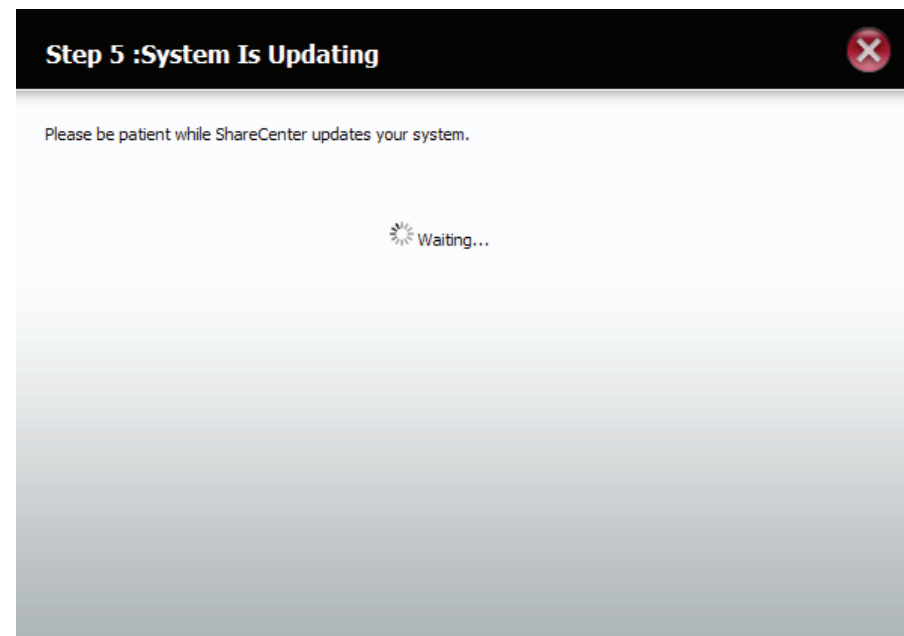 Step 5 :System Is Updating
Please be patient while ShareCenter updates your system.
Waiting...